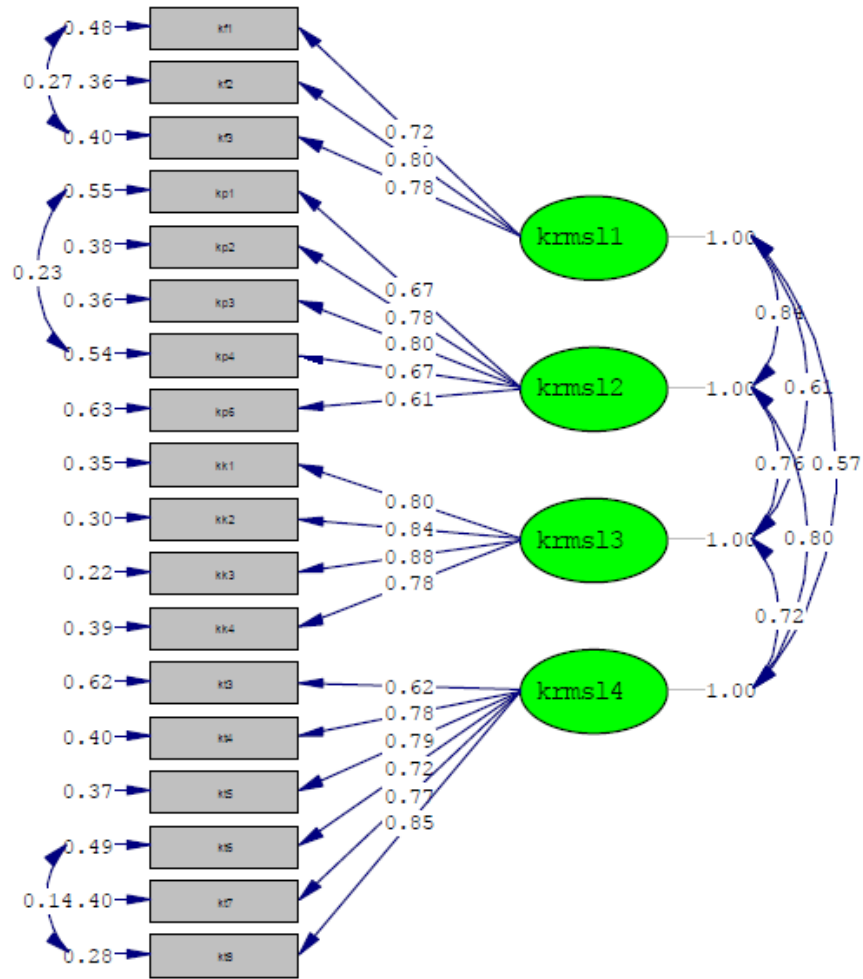 0.48 kf1
0.27 .36 kf2
0.40 kf3
0.72
0.80
0.78
0.55 kp1
krmsl1 1.00
0.38 kp2
0.23
0.36 kp3
0.67
0.78
0.80
0.67
0.61
0.84
0.54 kp4
krmsl2 1.00
0.61
0.63 kp5
0.35 kk1
0.76 0.57
0.80
0.84
0.88
0.78
0.30 kk2
krmsl3 1.00 0.80
0.22 kk3
0.39 kk4
0.72
0.62 kt3
0.62
0.78
0.79
0.72
0.77
0.85
krmsl4 1.00
0.40 kt4
0.37 kt5
0.49 kt6
0.14 .40 kt7
0.28 kt8